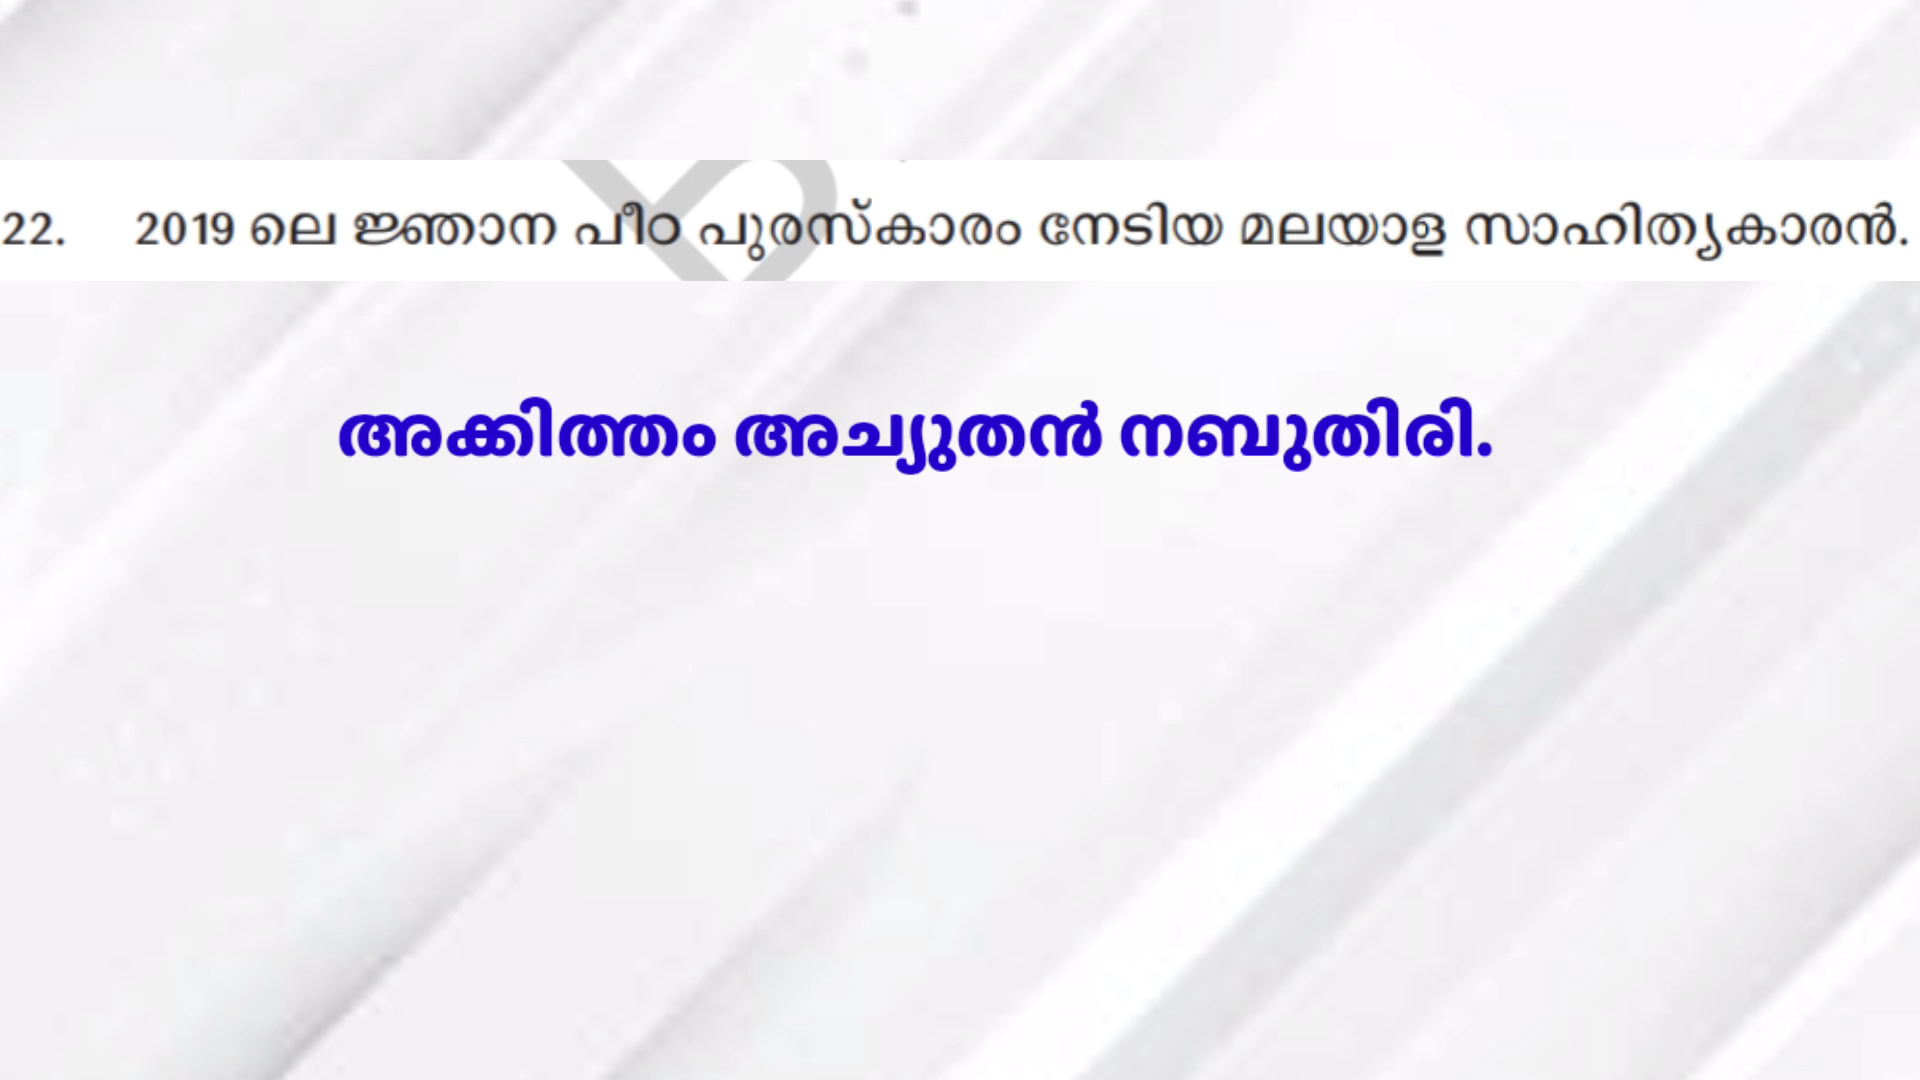 22. 2019 ലെ ജ്ഞാന പീഠ പുരസ്കാരം നേടിയ മലയാള സാഹിത്യകാരൻ.
അക്കിത്തം അച്യുതൻ നബുതിരി.